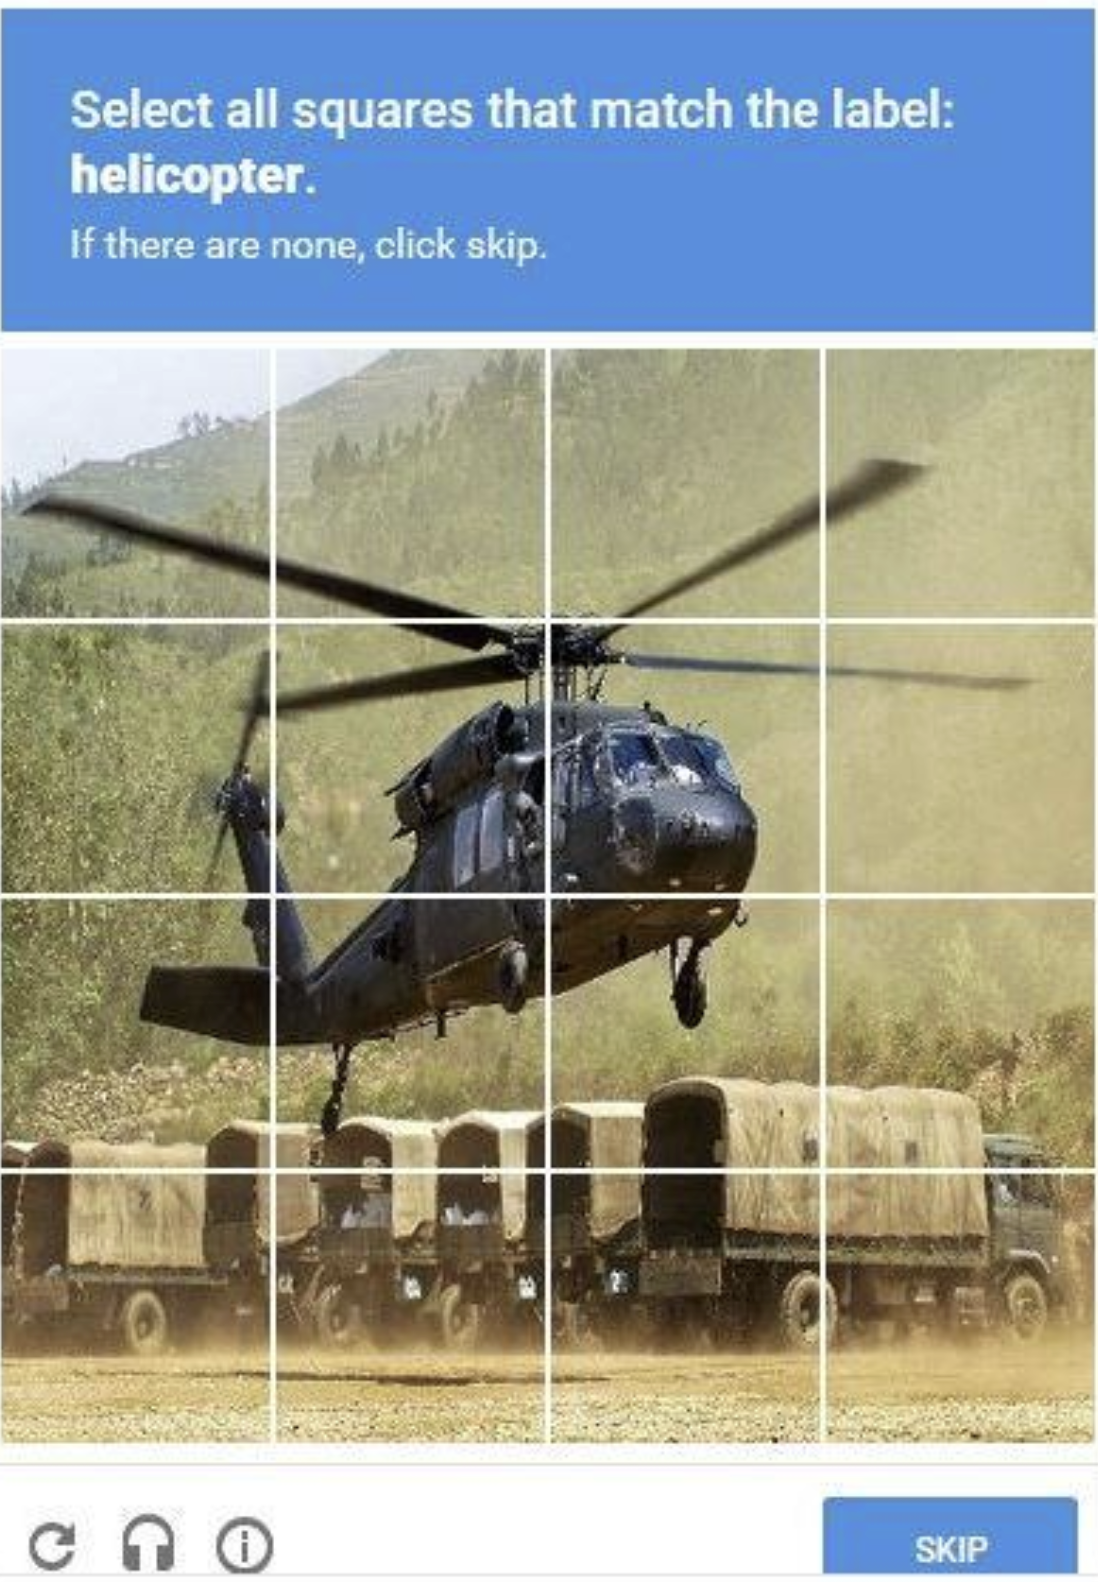 Select all squares that match the label:
helicopter.
If there are none, click skip.
SKIP